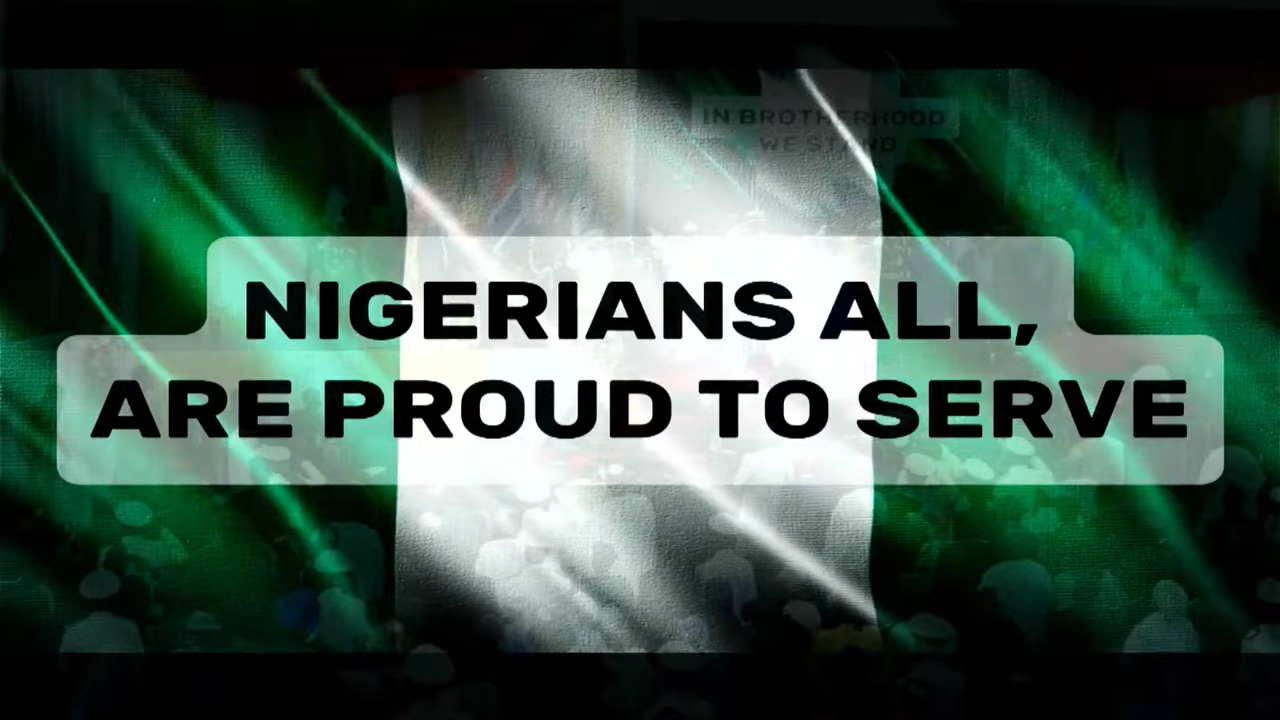 IN BROTHERHOOD
WE STAND
NIGERIANS ALL,
ARE PROUD TO SERVE